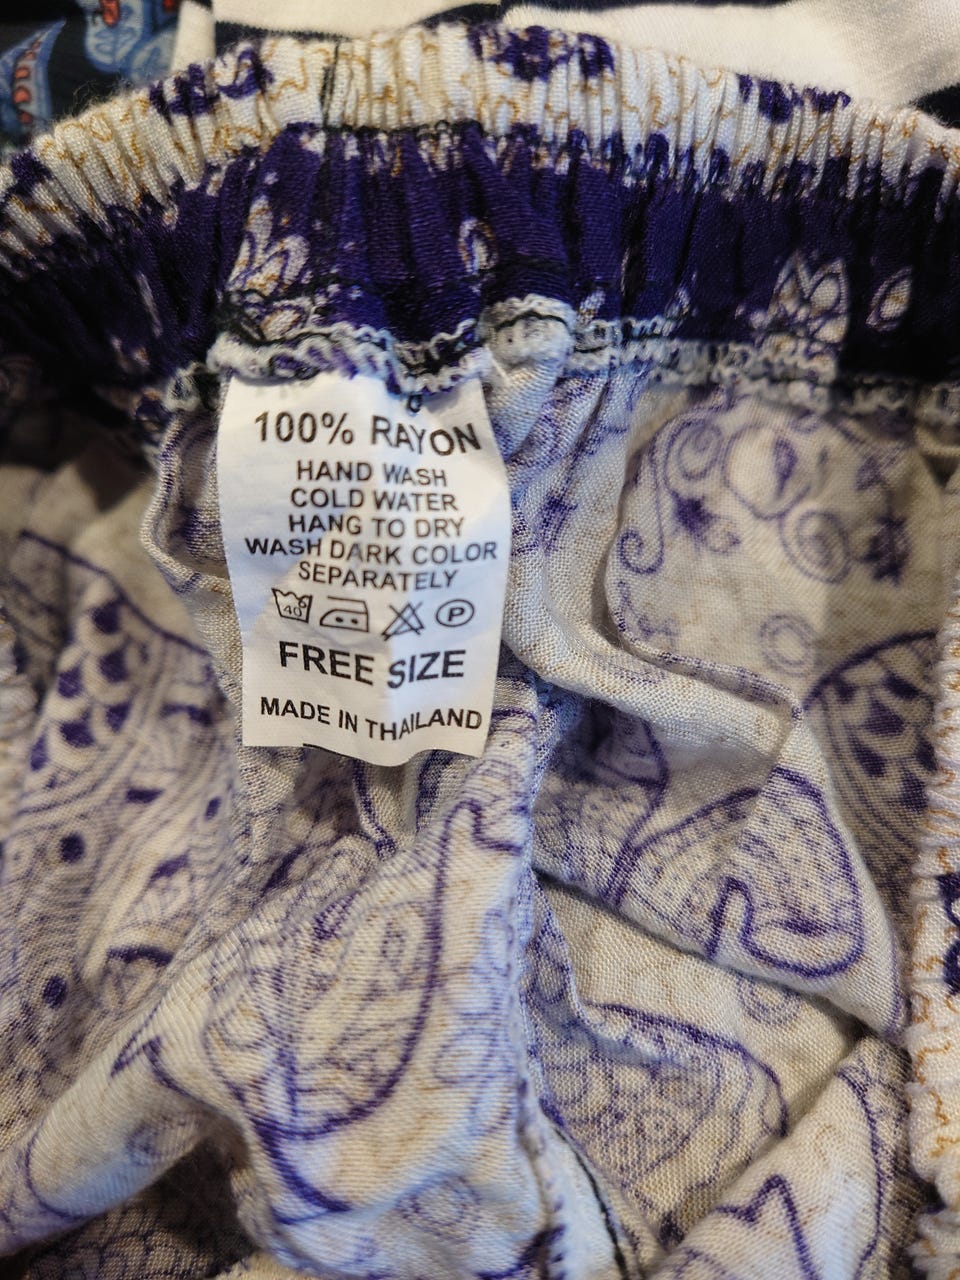 100% RAYON
HAND WASH
COLD WATER
HANG TO DRY
WASH DARK COLOR
SEPARATELY
40° P
FREE SIZE
MADE IN THAILAND